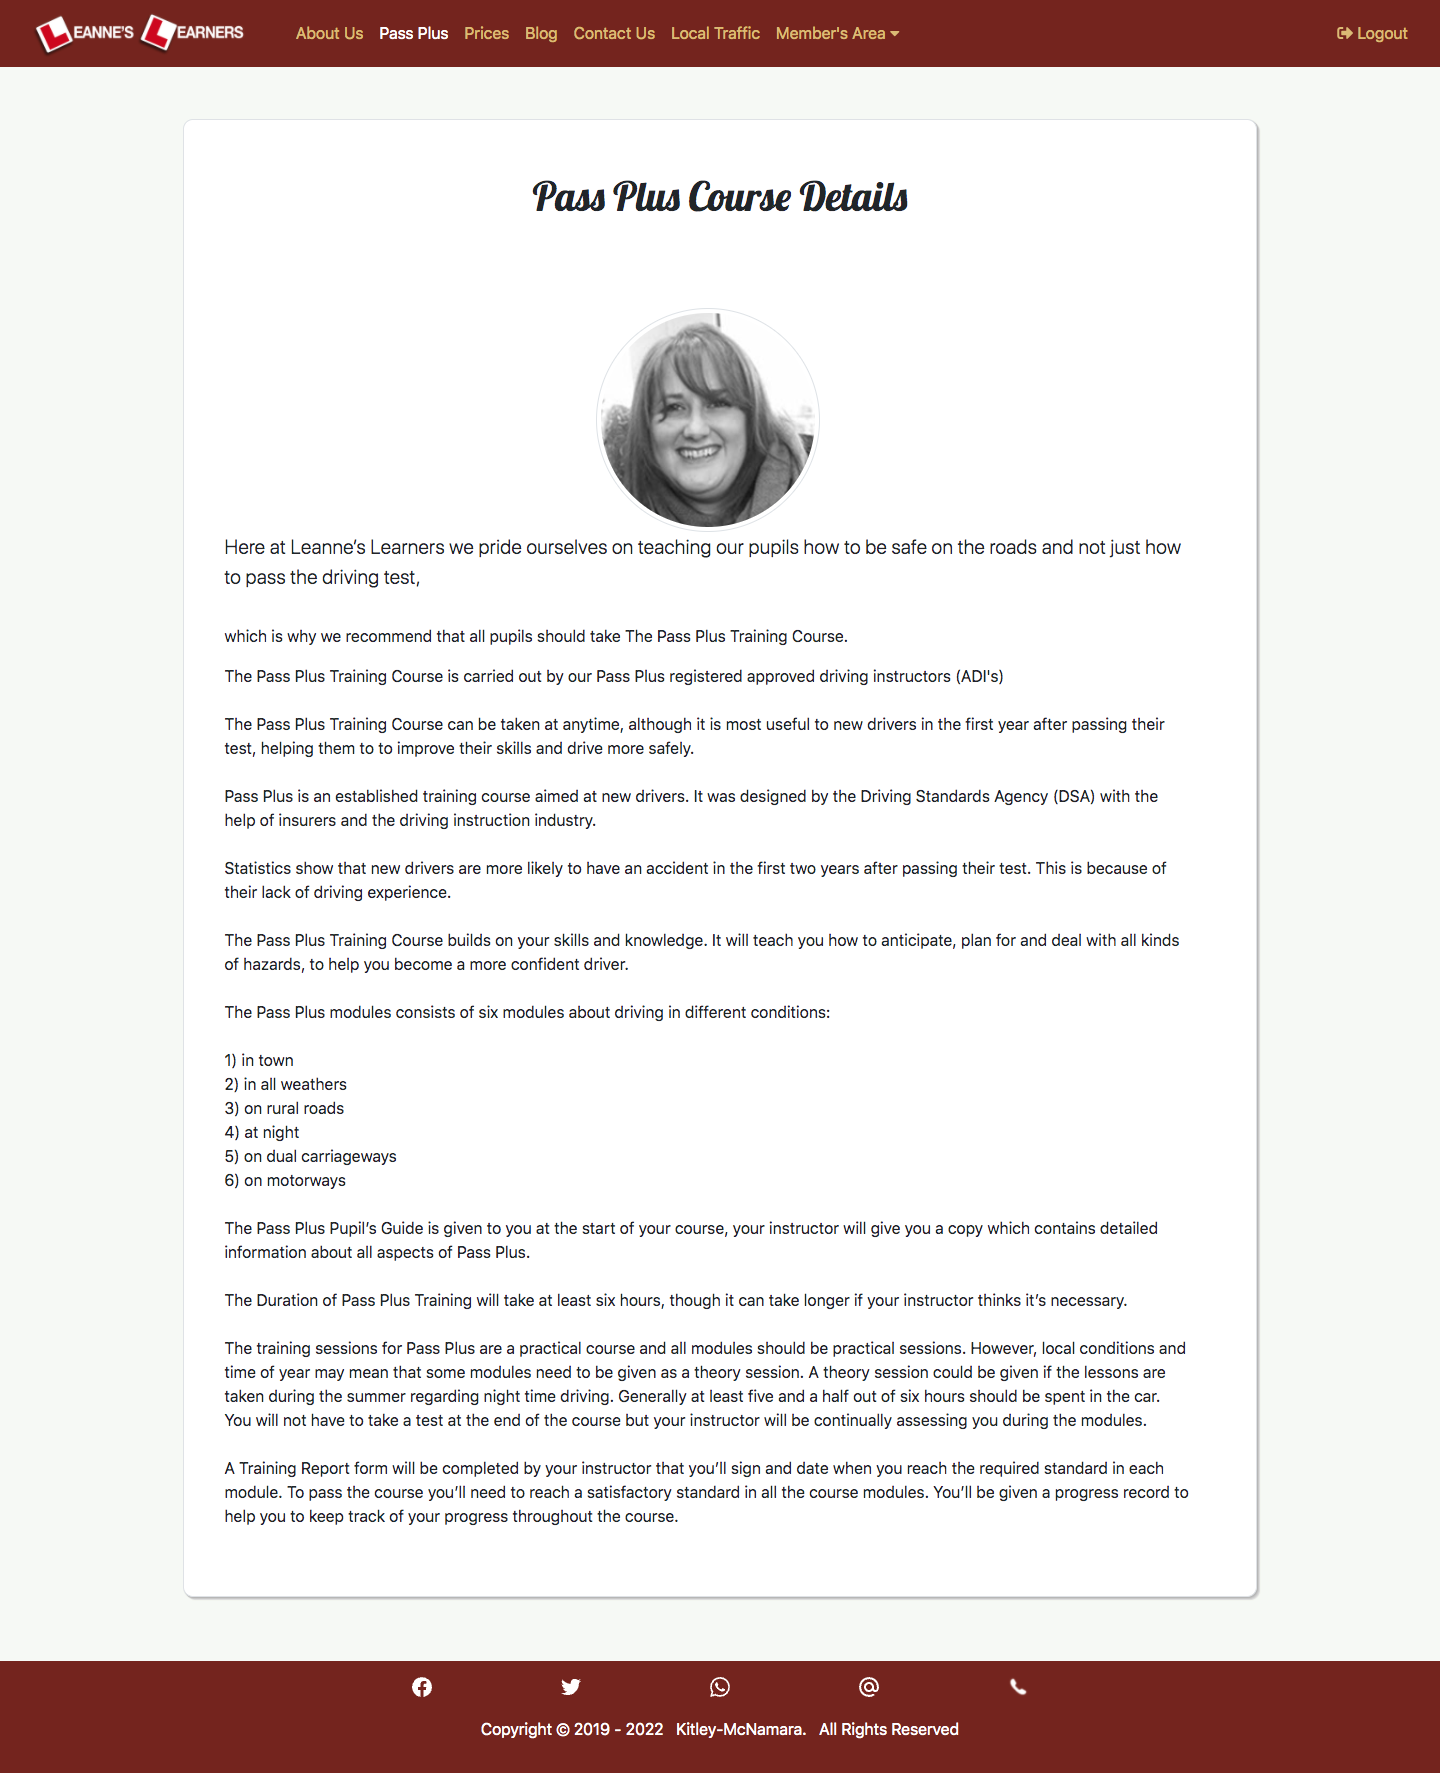 LEANNE'S LEARNERS About Us Pass Plus Prices Blog Contact Us Local Traffic Member's Area Logout
Pass Plus Course Details
Here at Leanne’s Learners we pride ourselves on teaching our pupils how to be safe on the roads and not just how
to pass the driving test,
which is why we recommend that all pupils should take The Pass Plus Training Course.
The Pass Plus Training Course is carried out by our Pass Plus registered approved driving instructors (ADI's)
The Pass Plus Training Course can be taken at anytime, although it is most useful to new drivers in the first year after passing their
test, helping them to to improve their skills and drive more safely.
Pass Plus is an established training course aimed at new drivers. It was designed by the Driving Standards Agency (DSA) with the
help of insurers and the driving instruction industry.
Statistics show that new drivers are more likely to have an accident in the first two years after passing their test. This is because of
their lack of driving experience.
The Pass Plus Training Course builds on your skills and knowledge. It will teach you how to anticipate, plan for and deal with all kinds
of hazards, to help you become a more confident driver.
The Pass Plus modules consists of six modules about driving in different conditions:
1) in town
2) in all weathers
3) on rural roads
4) at night
5) on dual carriageways
6) on motorways
The Pass Plus Pupil’s Guide is given to you at the start of your course, your instructor will give you a copy which contains detailed
information about all aspects of Pass Plus.
The Duration of Pass Plus Training will take at least six hours, though it can take longer if your instructor thinks it’s necessary.
The training sessions for Pass Plus are a practical course and all modules should be practical sessions. However, local conditions and
time of year may mean that some modules need to be given as a theory session. A theory session could be given if the lessons are
taken during the summer regarding night time driving. Generally at least five and a half out of six hours should be spent in the car.
You will not have to take a test at the end of the course but your instructor will be continually assessing you during the modules.
A Training Report form will be completed by your instructor that you’ll sign and date when you reach the required standard in each
module. To pass the course you’ll need to reach a satisfactory standard in all the course modules. You’ll be given a progress record to
help you to keep track of your progress throughout the course.
Copyright © 2019 - 2022 Kitley-McNamara. All Rights Reserved